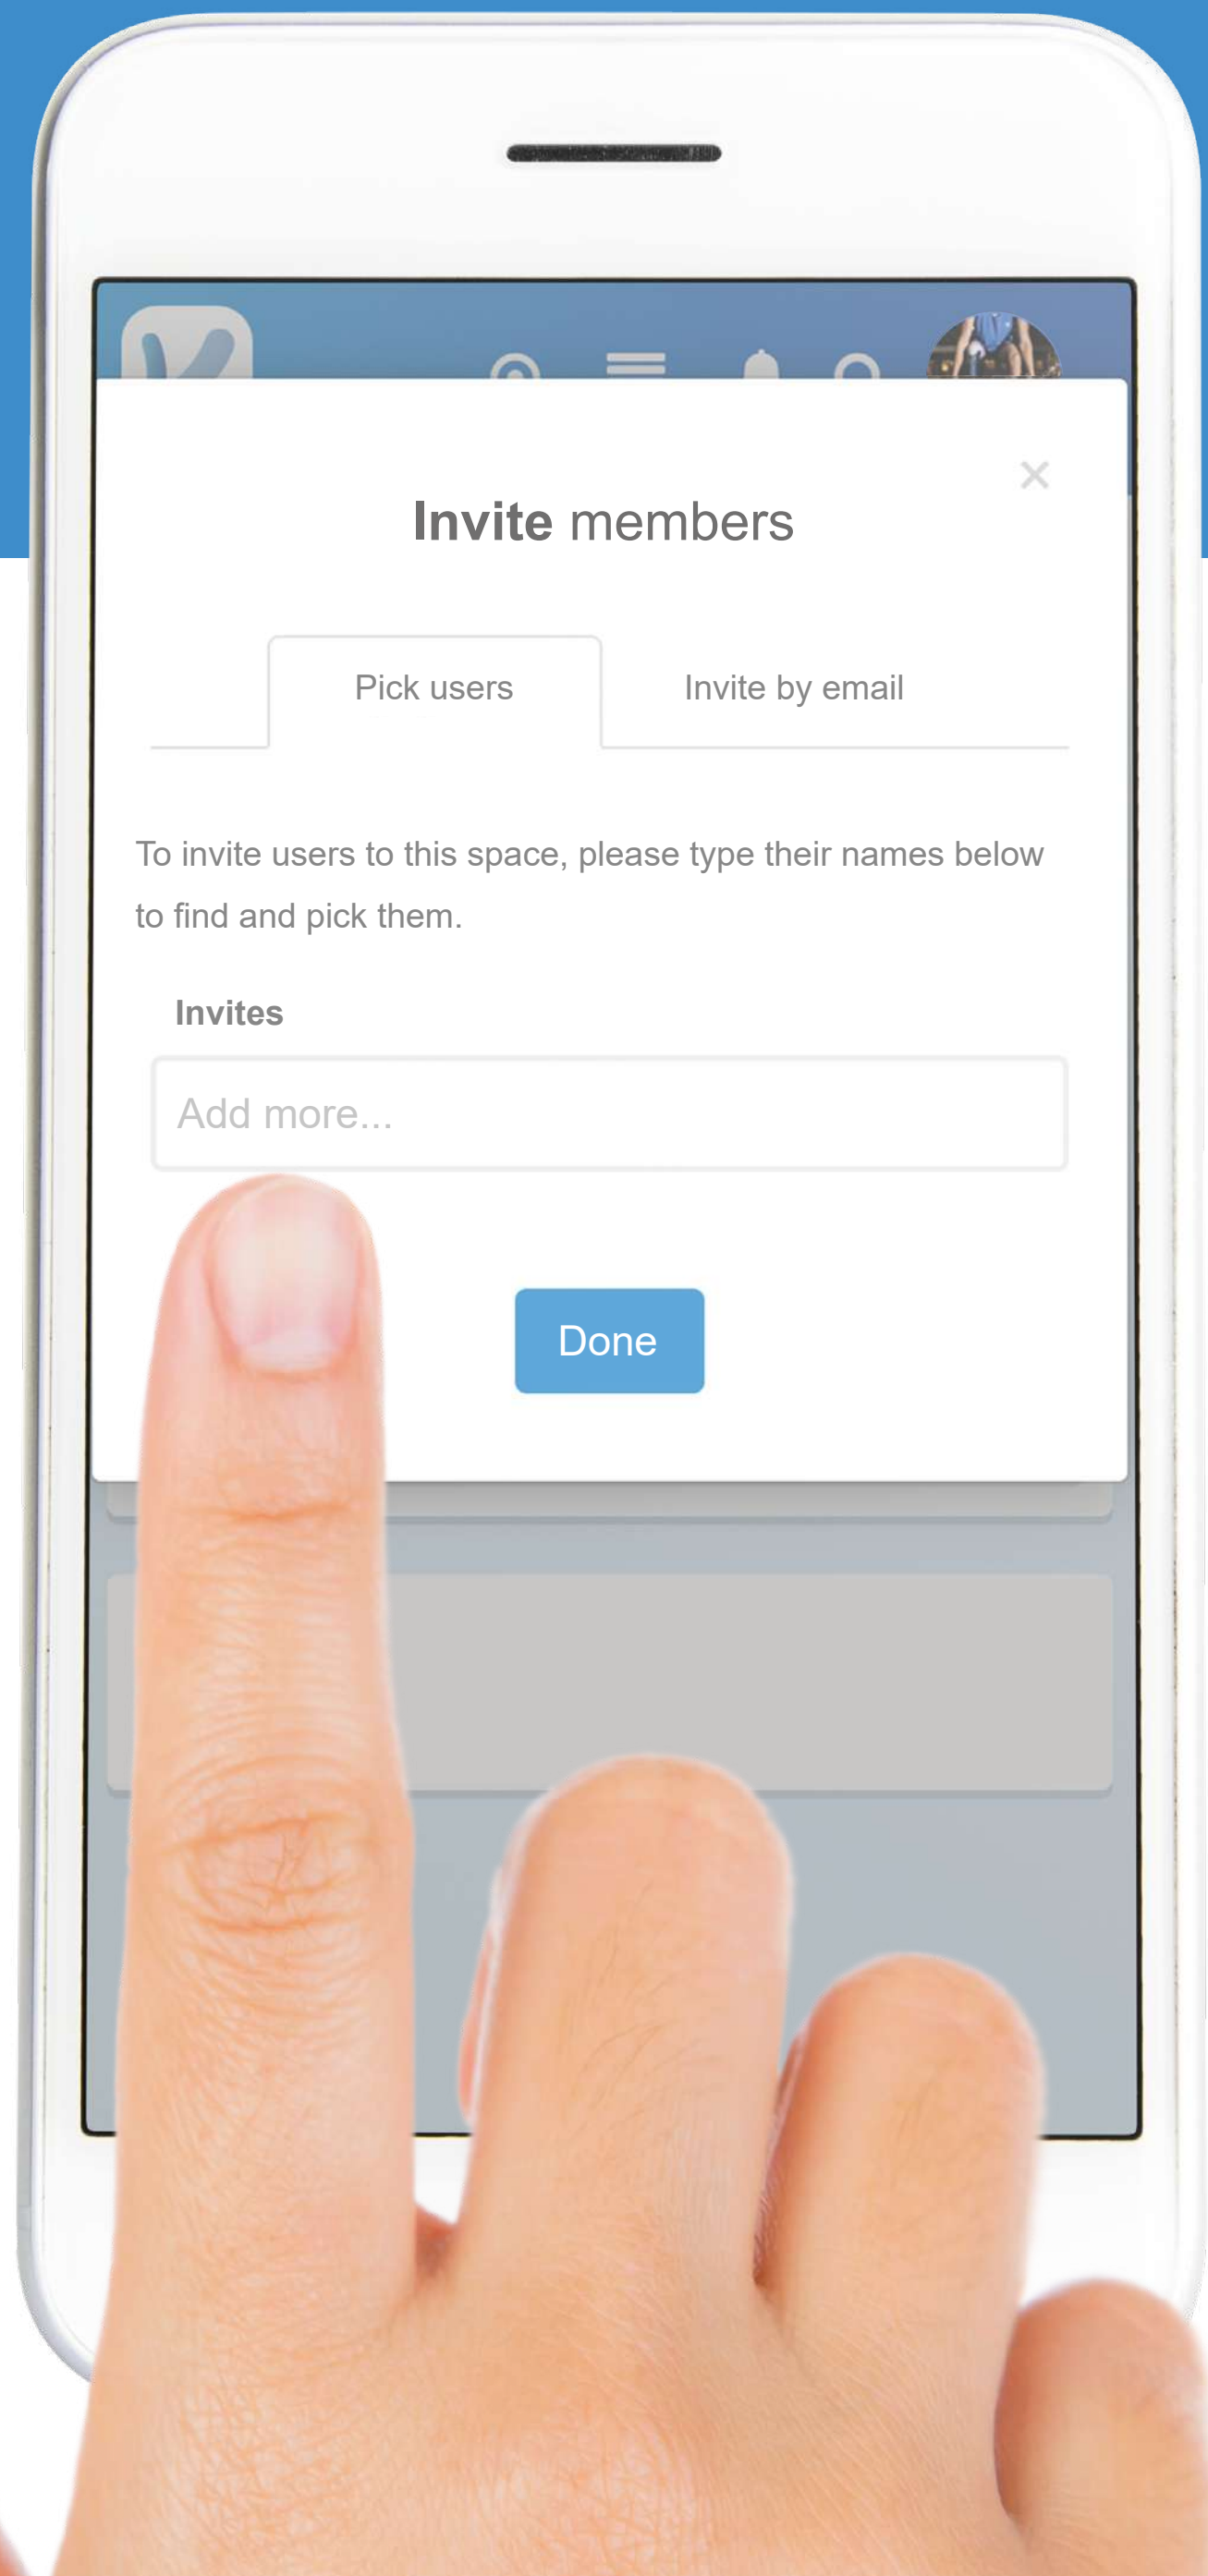 Invite members
Pick users
Invite by email
To invite users to this space, please type their names below
to find and pick them.
Invites
Add more...
Done